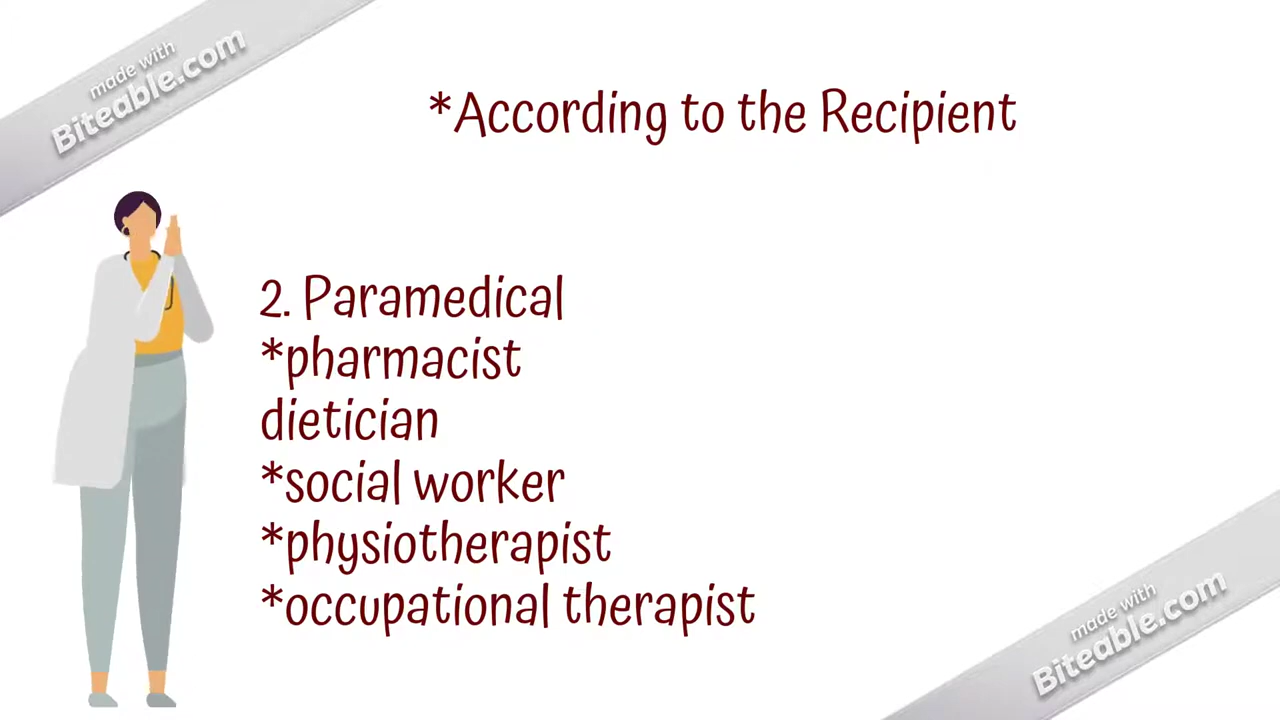 made with
Biteable.com
*According to the Recipient
2. Paramedical
*pharmacist
dietician
*social worker
*physiotherapist
*occupational therapist
made with
Biteable.com